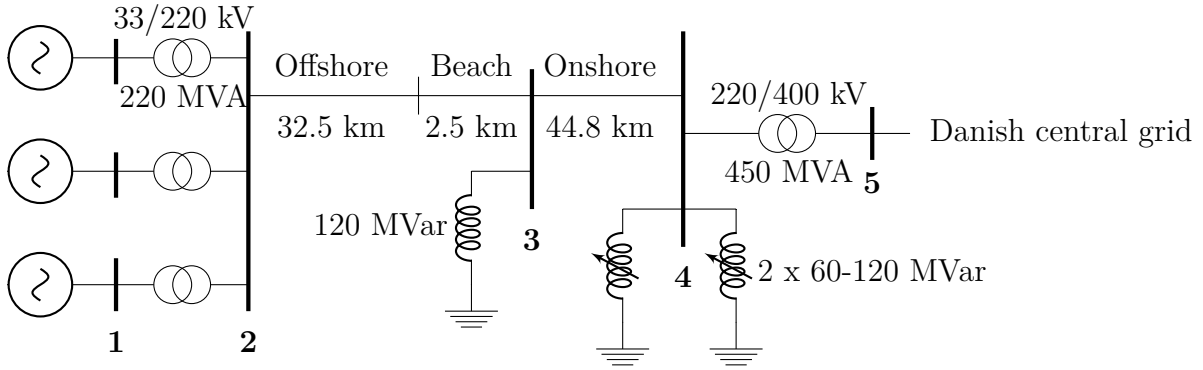 33/220 kV
220 MVA
Offshore
Beach
Onshore
32.5 km
2.5 km
44.8 km
220/400 kV
450 MVA
Danish central grid
120 MVar
2 x 60-120 MVar
1
2
3
4
5